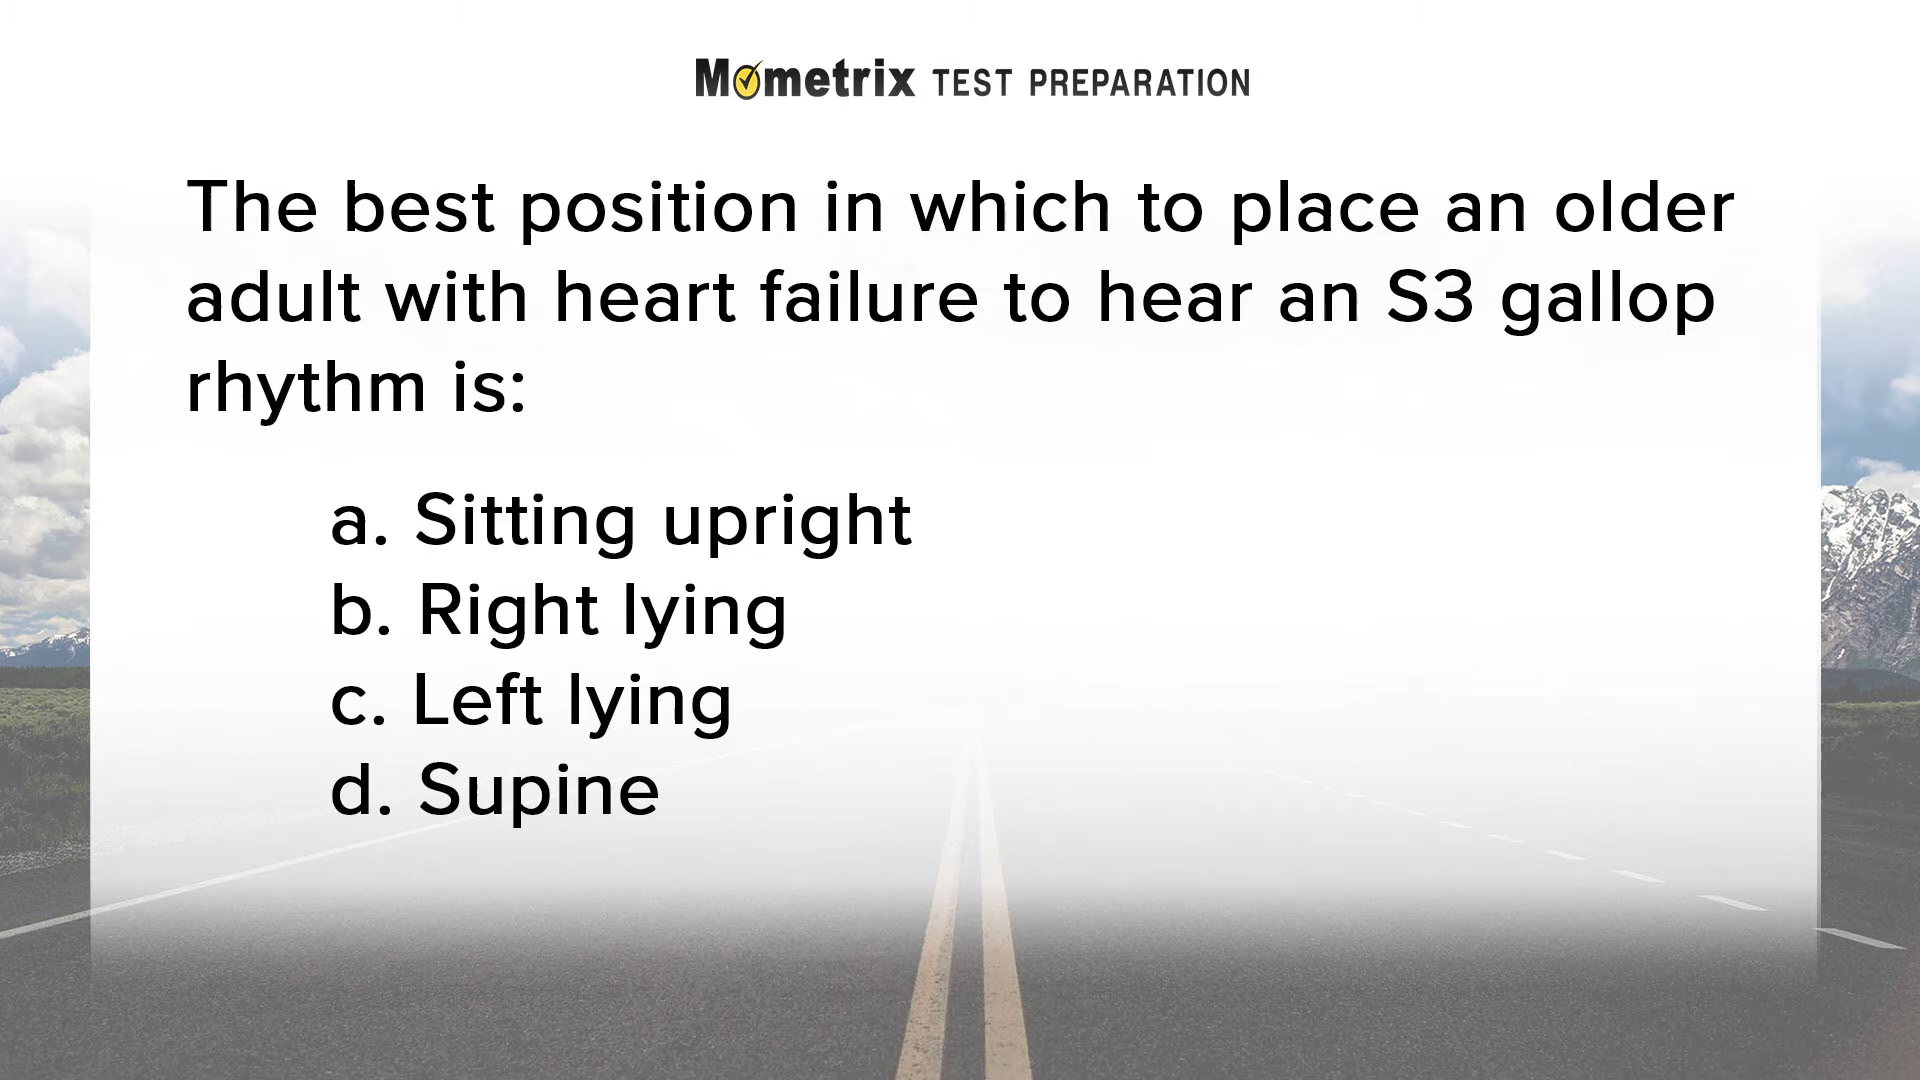 Mometrix TEST PREPARATION
The best position in which to place an older
adult with heart failure to hear an S3 gallop
rhythm is:
a. Sitting upright
b. Right lying
c. Left lying
d. Supine